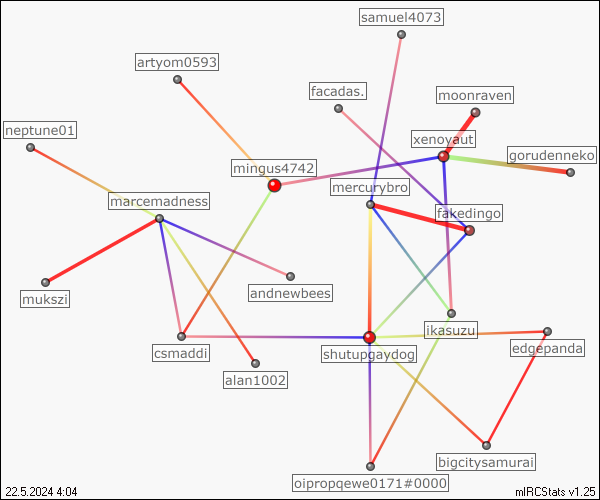 samuel4073
artyom0593
facadas.
moonraven
neptune01
xenoyaut
gorudenneko
mingus4742
mercurybro
marcemadness
fakedingo
mukszi
andnewbees
ikasuzu
csmaddi
shutupgaydog
edgepanda
alan1002
bigcitysamurai
oipropqewe0171#0000
22.5.2024 4:04
mIRCStats v1.25